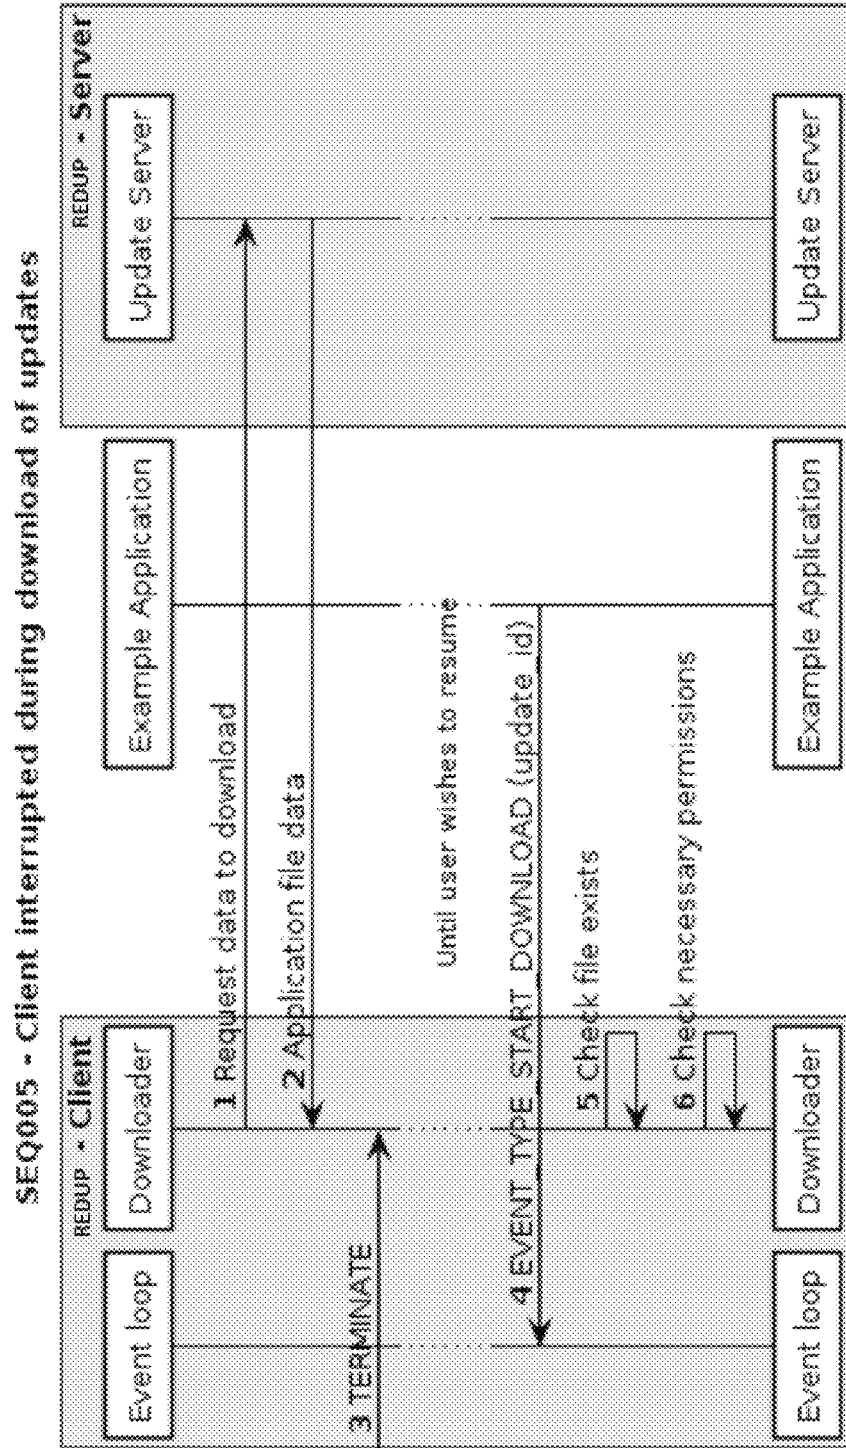 SEQ005 - Client interrupted during download of updates
REDUP - Client
REDUP - Server
Event loop
Downloader
Example Application
Update Server
1 Request data to download
2 Application file data
3 TERMINATE
Until user wishes to resume
4 EVENT TYPE START DOWNLOAD (update id)
5 Check file exists
6 Check necessary permissions
Event loop
Downloader
Example Application
Update Server